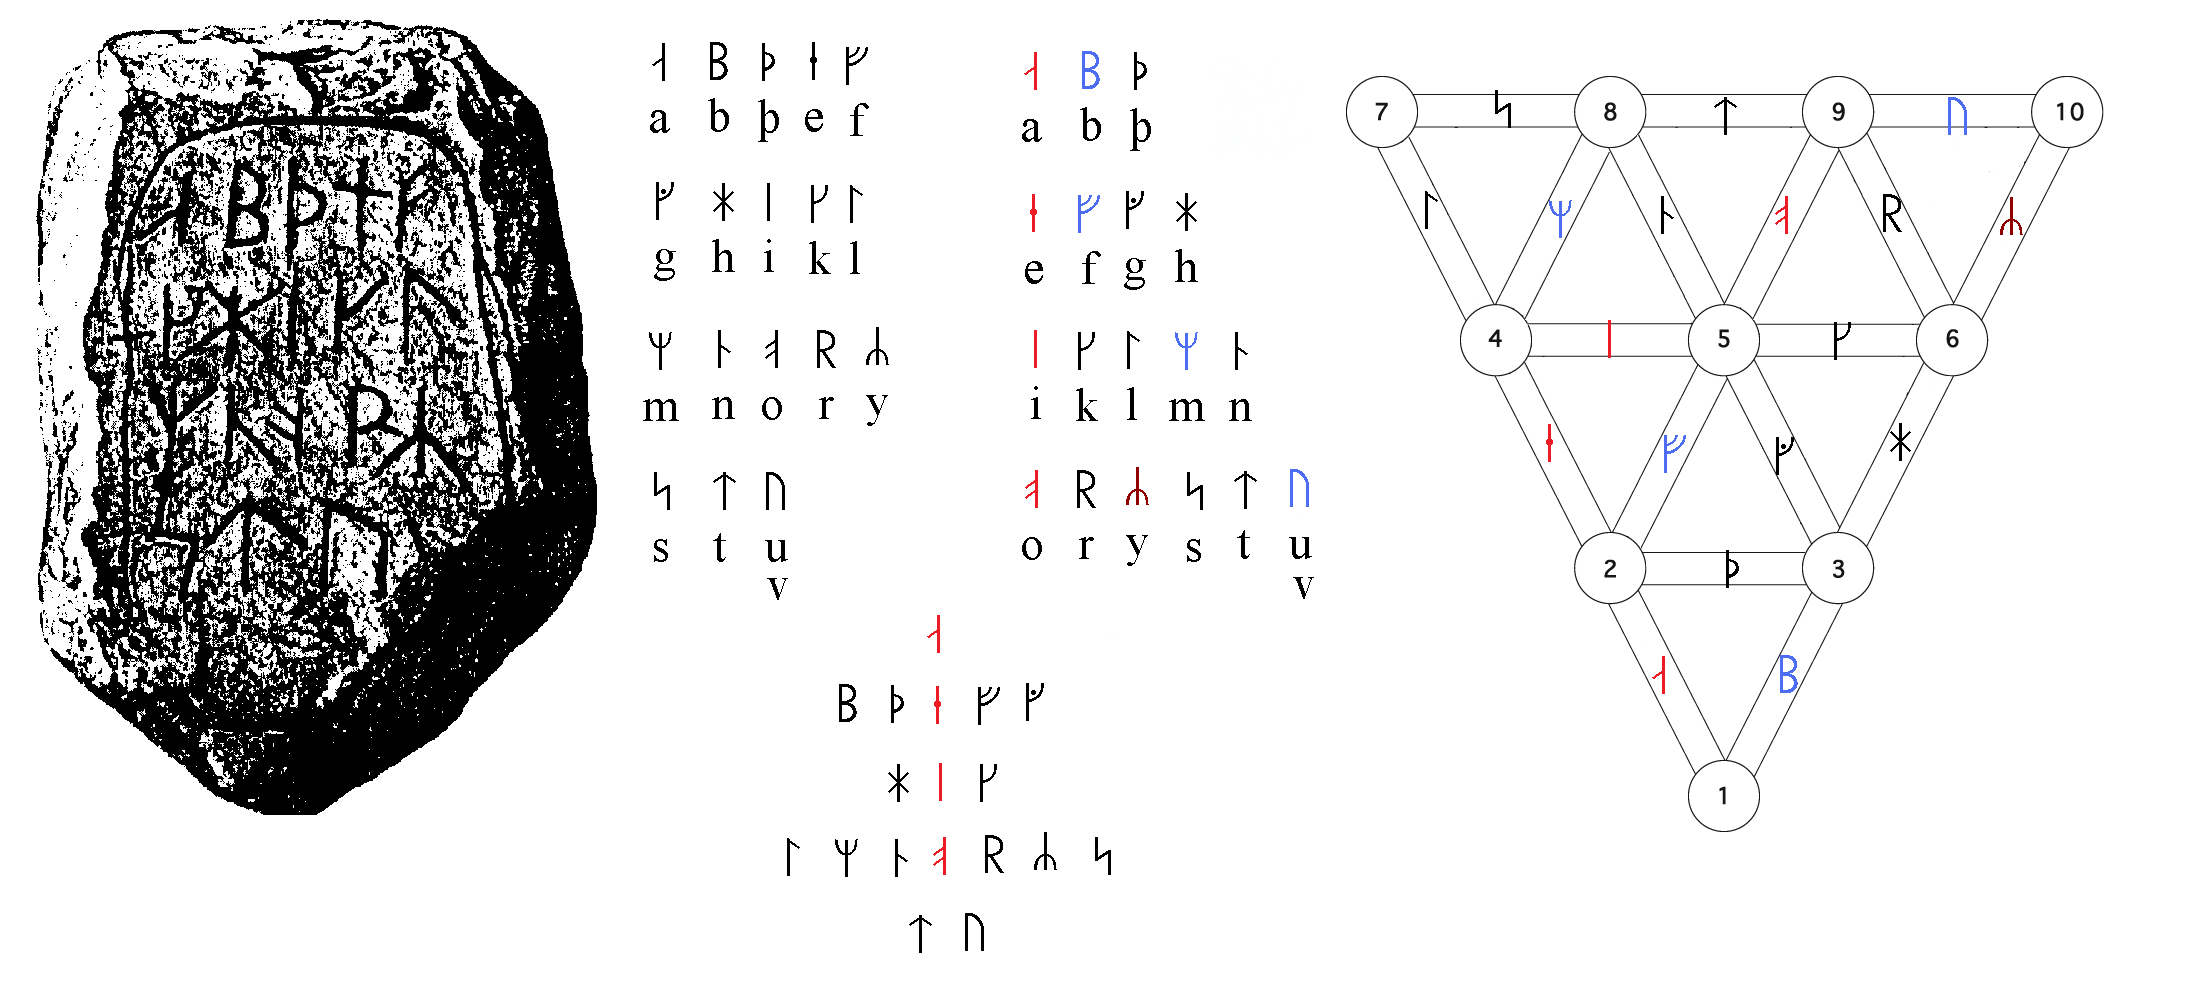 ᛆ ᛒ ᚦ ᛂ ᚠ
ᚵ ᚼ ᛁ ᚴ ᛚ
ᛘ ᚿ ᚮ ᚱ ᛦ
ᛋ ᛏ ᚢ
ᛆ ᛒ ᚦ ᛂ ᚠ
a b þ e f
ᚵ ᚼ ᛁ ᚴ ᛚ
g h i k l
ᛘ ᚿ ᚮ ᚱ ᛦ
m n o r y
ᛋ ᛏ ᚢ
s t u
v
ᛆ ᛒ ᚦ
a b þ
ᛂ ᚠ ᚵ ᚼ
e f g h
ᛁ ᚴ ᛚ ᛘ ᚿ
i k l m n
ᚮ ᚱ ᛦ ᛋ ᛏ ᚢ
o r y s t u
v
ᛆ
ᛒ ᚦ ᛂ ᚠ ᚵ
ᚼ ᛁ ᚴ
ᛚ ᛘ ᚿ ᚮ ᚱ ᛦ ᛋ
ᛏ ᚢ
7 ᛋ 8 ᛏ 9 ᚢ 10
ᛚ ᛘ ᚿ ᚮ ᚱ ᛦ
4 ᛁ 5 ᚴ 6
ᛂ ᚠ ᚵ ᚼ
2 ᚦ 3
ᛆ ᛒ
1